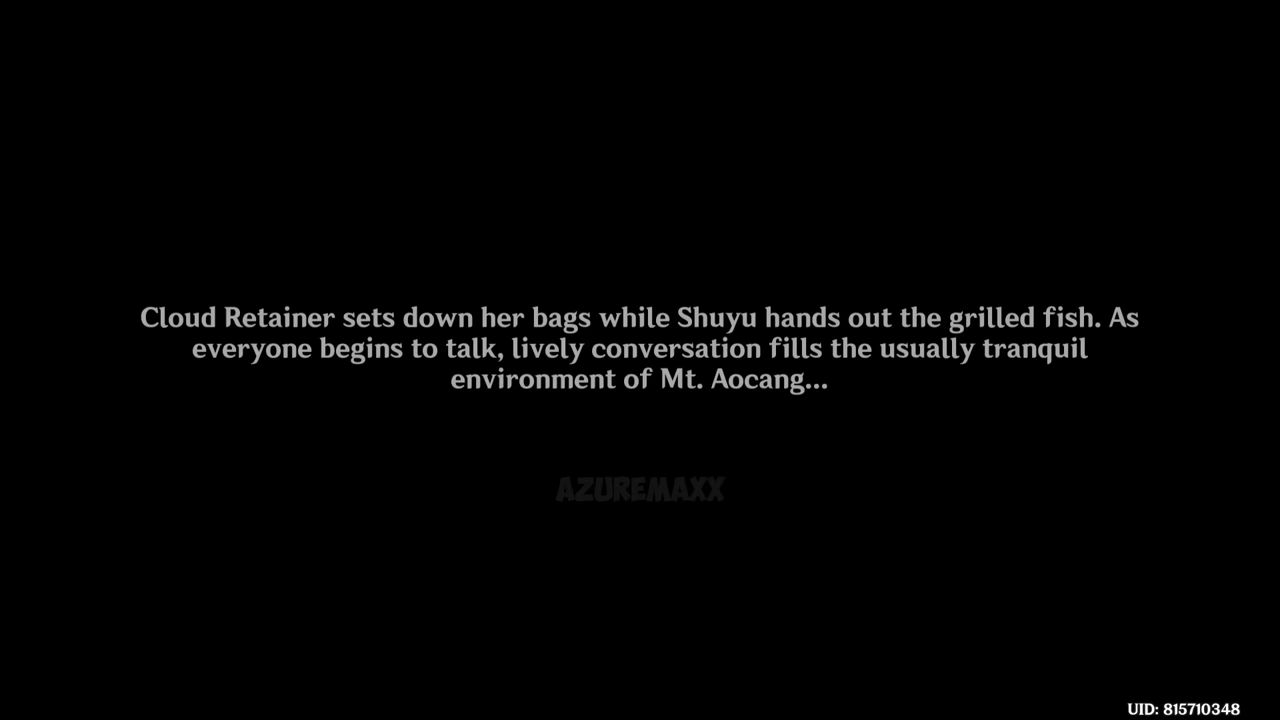 Cloud Retainer sets down her bags while Shuyu hands out the grilled fish. As
everyone begins to talk, lively conversation fills the usually tranquil
environment of Mt. Aocang...
AZUREMAXX
UID: 815710348